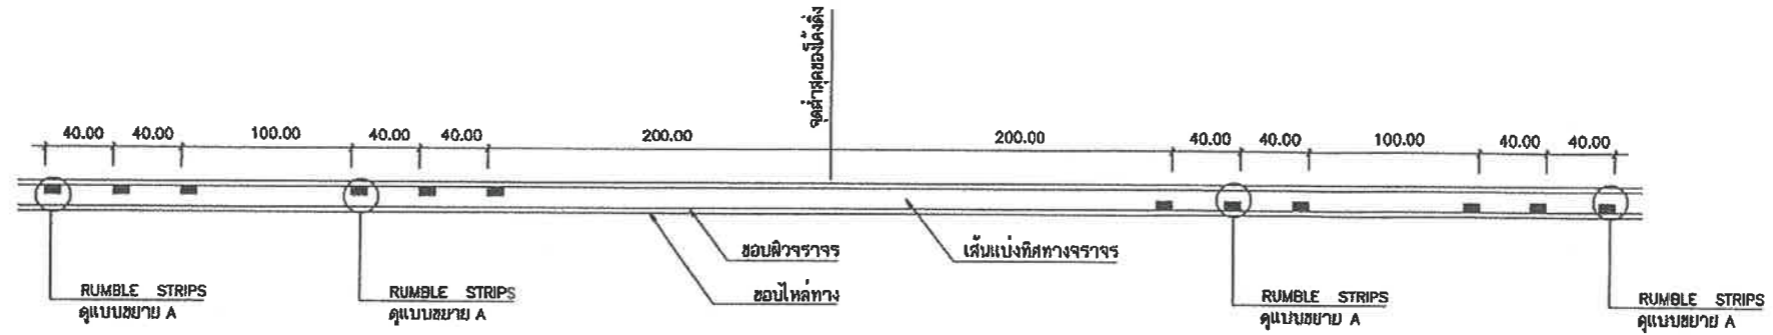 จุดต่ำสุดของโค้งดิ่ง
40.00 40.00 100.00 40.00 40.00 200.00 200.00 40.00 40.00 100.00 40.00 40.00
ขอบผิวจราจร
เส้นแบ่งทิศทางจราจร
ขอบไหล่ทาง
RUMBLE STRIPS
ดูแบบขยาย A
RUMBLE STRIPS
ดูแบบขยาย A
RUMBLE STRIPS
ดูแบบขยาย A
RUMBLE STRIPS
ดูแบบขยาย A